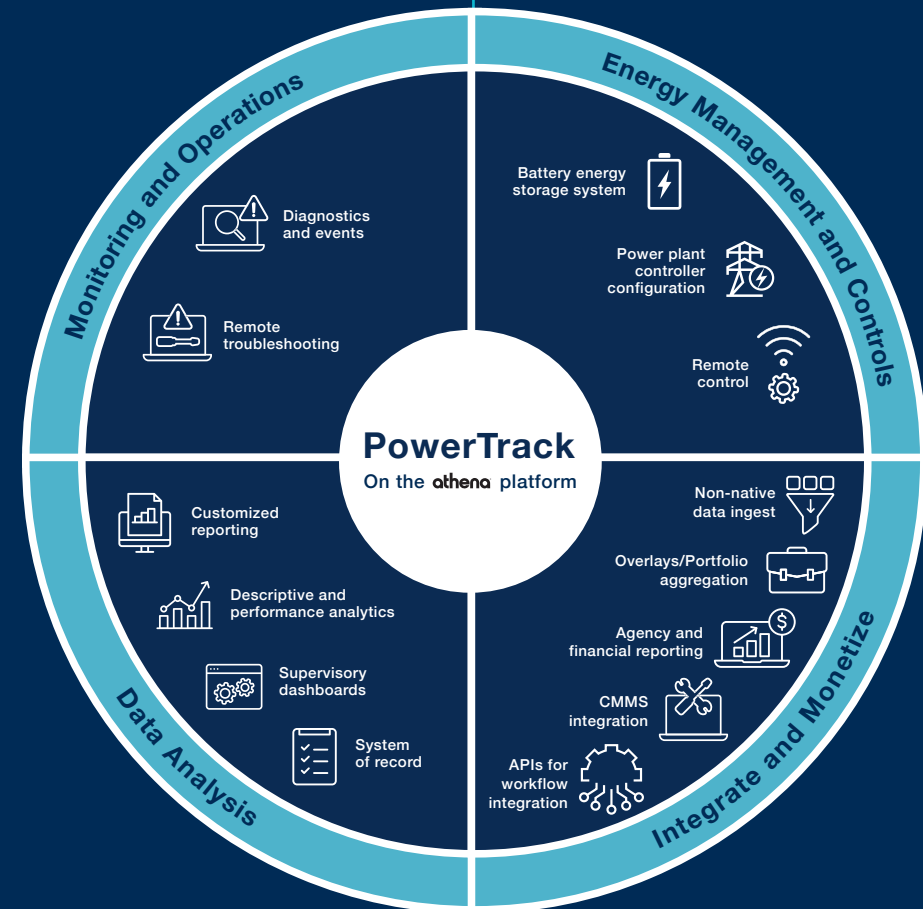 Monitoring and Operations
Diagnostics
and events
Remote
troubleshooting
Energy Management and Controls
Battery energy
storage system
Power plant
controller
configuration
Remote
control
PowerTrack
On the athena platform
Data Analysis
Customized
reporting
Descriptive and
performance analytics
Supervisory
dashboards
System
of record
Integrate and Monetize
Non-native
data ingest
Overlays/Portfolio
aggregation
$
Agency and
financial reporting
CMMS
integration
APIs for
workflow
integration